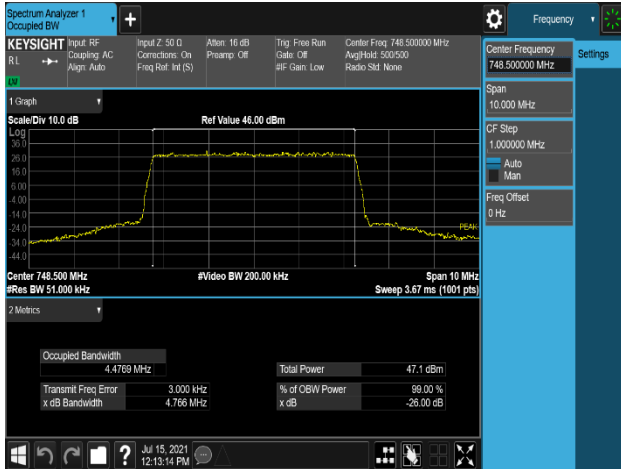 Spectrum Analyzer 1
Occupied BW
Frequency
KEYSIGHT Input: RF Input Z: 50 Ω Atten: 16 dB Trig: Free Run Center Freq: 748.500000 MHz
R L Coupling: AC Corrections: On Preamp: Off Gate: Off Avg|Hold: 500/500
Align: Auto Freq Ref: Int (S) #IF Gain: Low Radio Std: None
Center Frequency
748.500000 MHz
Settings
Span
10.000 MHz
CF Step
1.000000 MHz
Auto
Man
Freq Offset
0 Hz
1 Graph
Scale/Div 10.0 dB Ref Value 46.00 dBm
Log
36.0
26.0
16.0
6.00
-4.00
-14.0
-24.0
-34.0
-44.0
PEAK
Center 748.500 MHz #Video BW 200.00 kHz Span 10 MHz
#Res BW 51.000 kHz Sweep 3.67 ms (1001 pts)
2 Metrics
Occupied Bandwidth
4.4769 MHz
Total Power 47.1 dBm
Transmit Freq Error 3.000 kHz % of OBW Power 99.00 %
x dB Bandwidth 4.766 MHz x dB -26.00 dB
Jul 15, 2021
12:13:14 PM